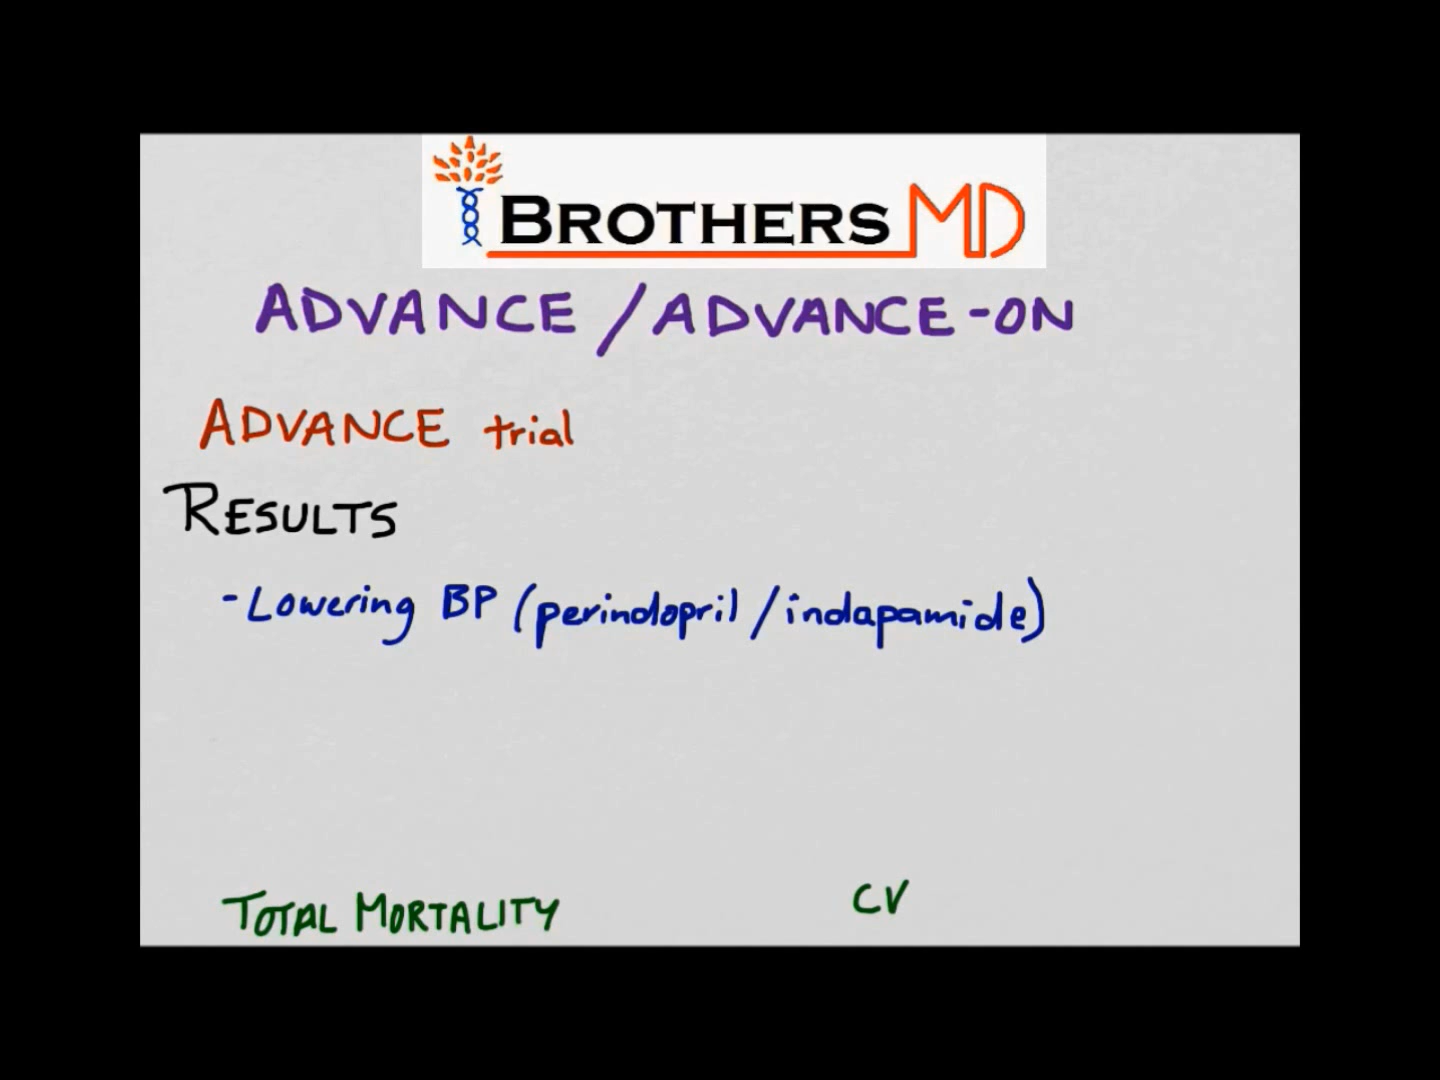 BROTHERS MD
ADVANCE / ADVANCE-ON
ADVANCE trial
RESULTS
- Lowering BP (perindopril / indapamide)
TOTAL MORTALITY CV